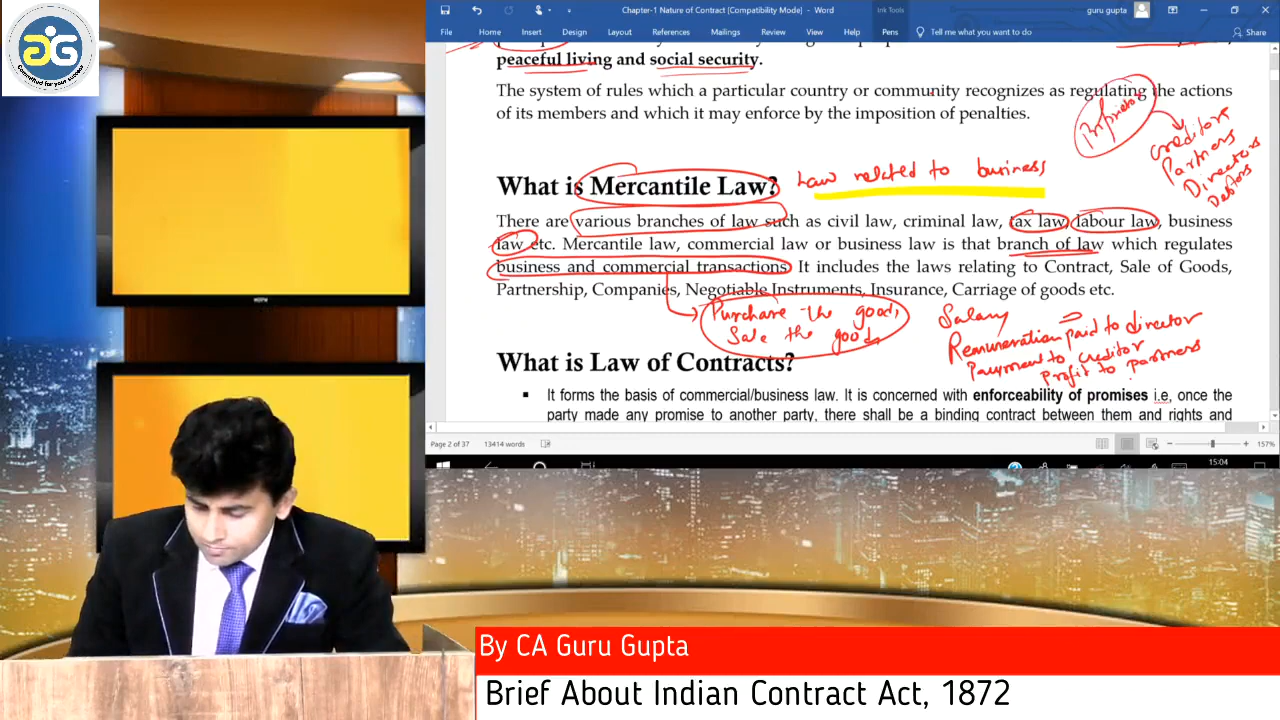 Committed for your success
Chapter-1 Nature of Contract [Compatibility Mode] - Word
Ink Tools
guru gupta
File Home Insert Design Layout References Mailings Review View Help Pens Tell me what you want to do Share
peaceful living and social security.
The system of rules which a particular country or community recognizes as regulating the actions
of its members and which it may enforce by the imposition of penalties.
Creditors
Partners
Directors
Debtors
What is Mercantile Law?
Law related to business
There are various branches of law such as civil law, criminal law, tax law, labour law, business
law etc. Mercantile law, commercial law or business law is that branch of law which regulates
business and commercial transactions. It includes the laws relating to Contract, Sale of Goods,
Partnership, Companies, Negotiable Instruments, Insurance, Carriage of goods etc.
Purchase the good,
Sale the good,
Salary
Remuneration paid to director
Payment to creditor
Profit to partners
What is Law of Contracts?
▪ It forms the basis of commercial/business law. It is concerned with enforceability of promises i.e, once the
party made any promise to another party, there shall be a binding contract between them and rights and
Page 2 of 37 13414 words
157%
15:04
By CA Guru Gupta
Brief About Indian Contract Act, 1872